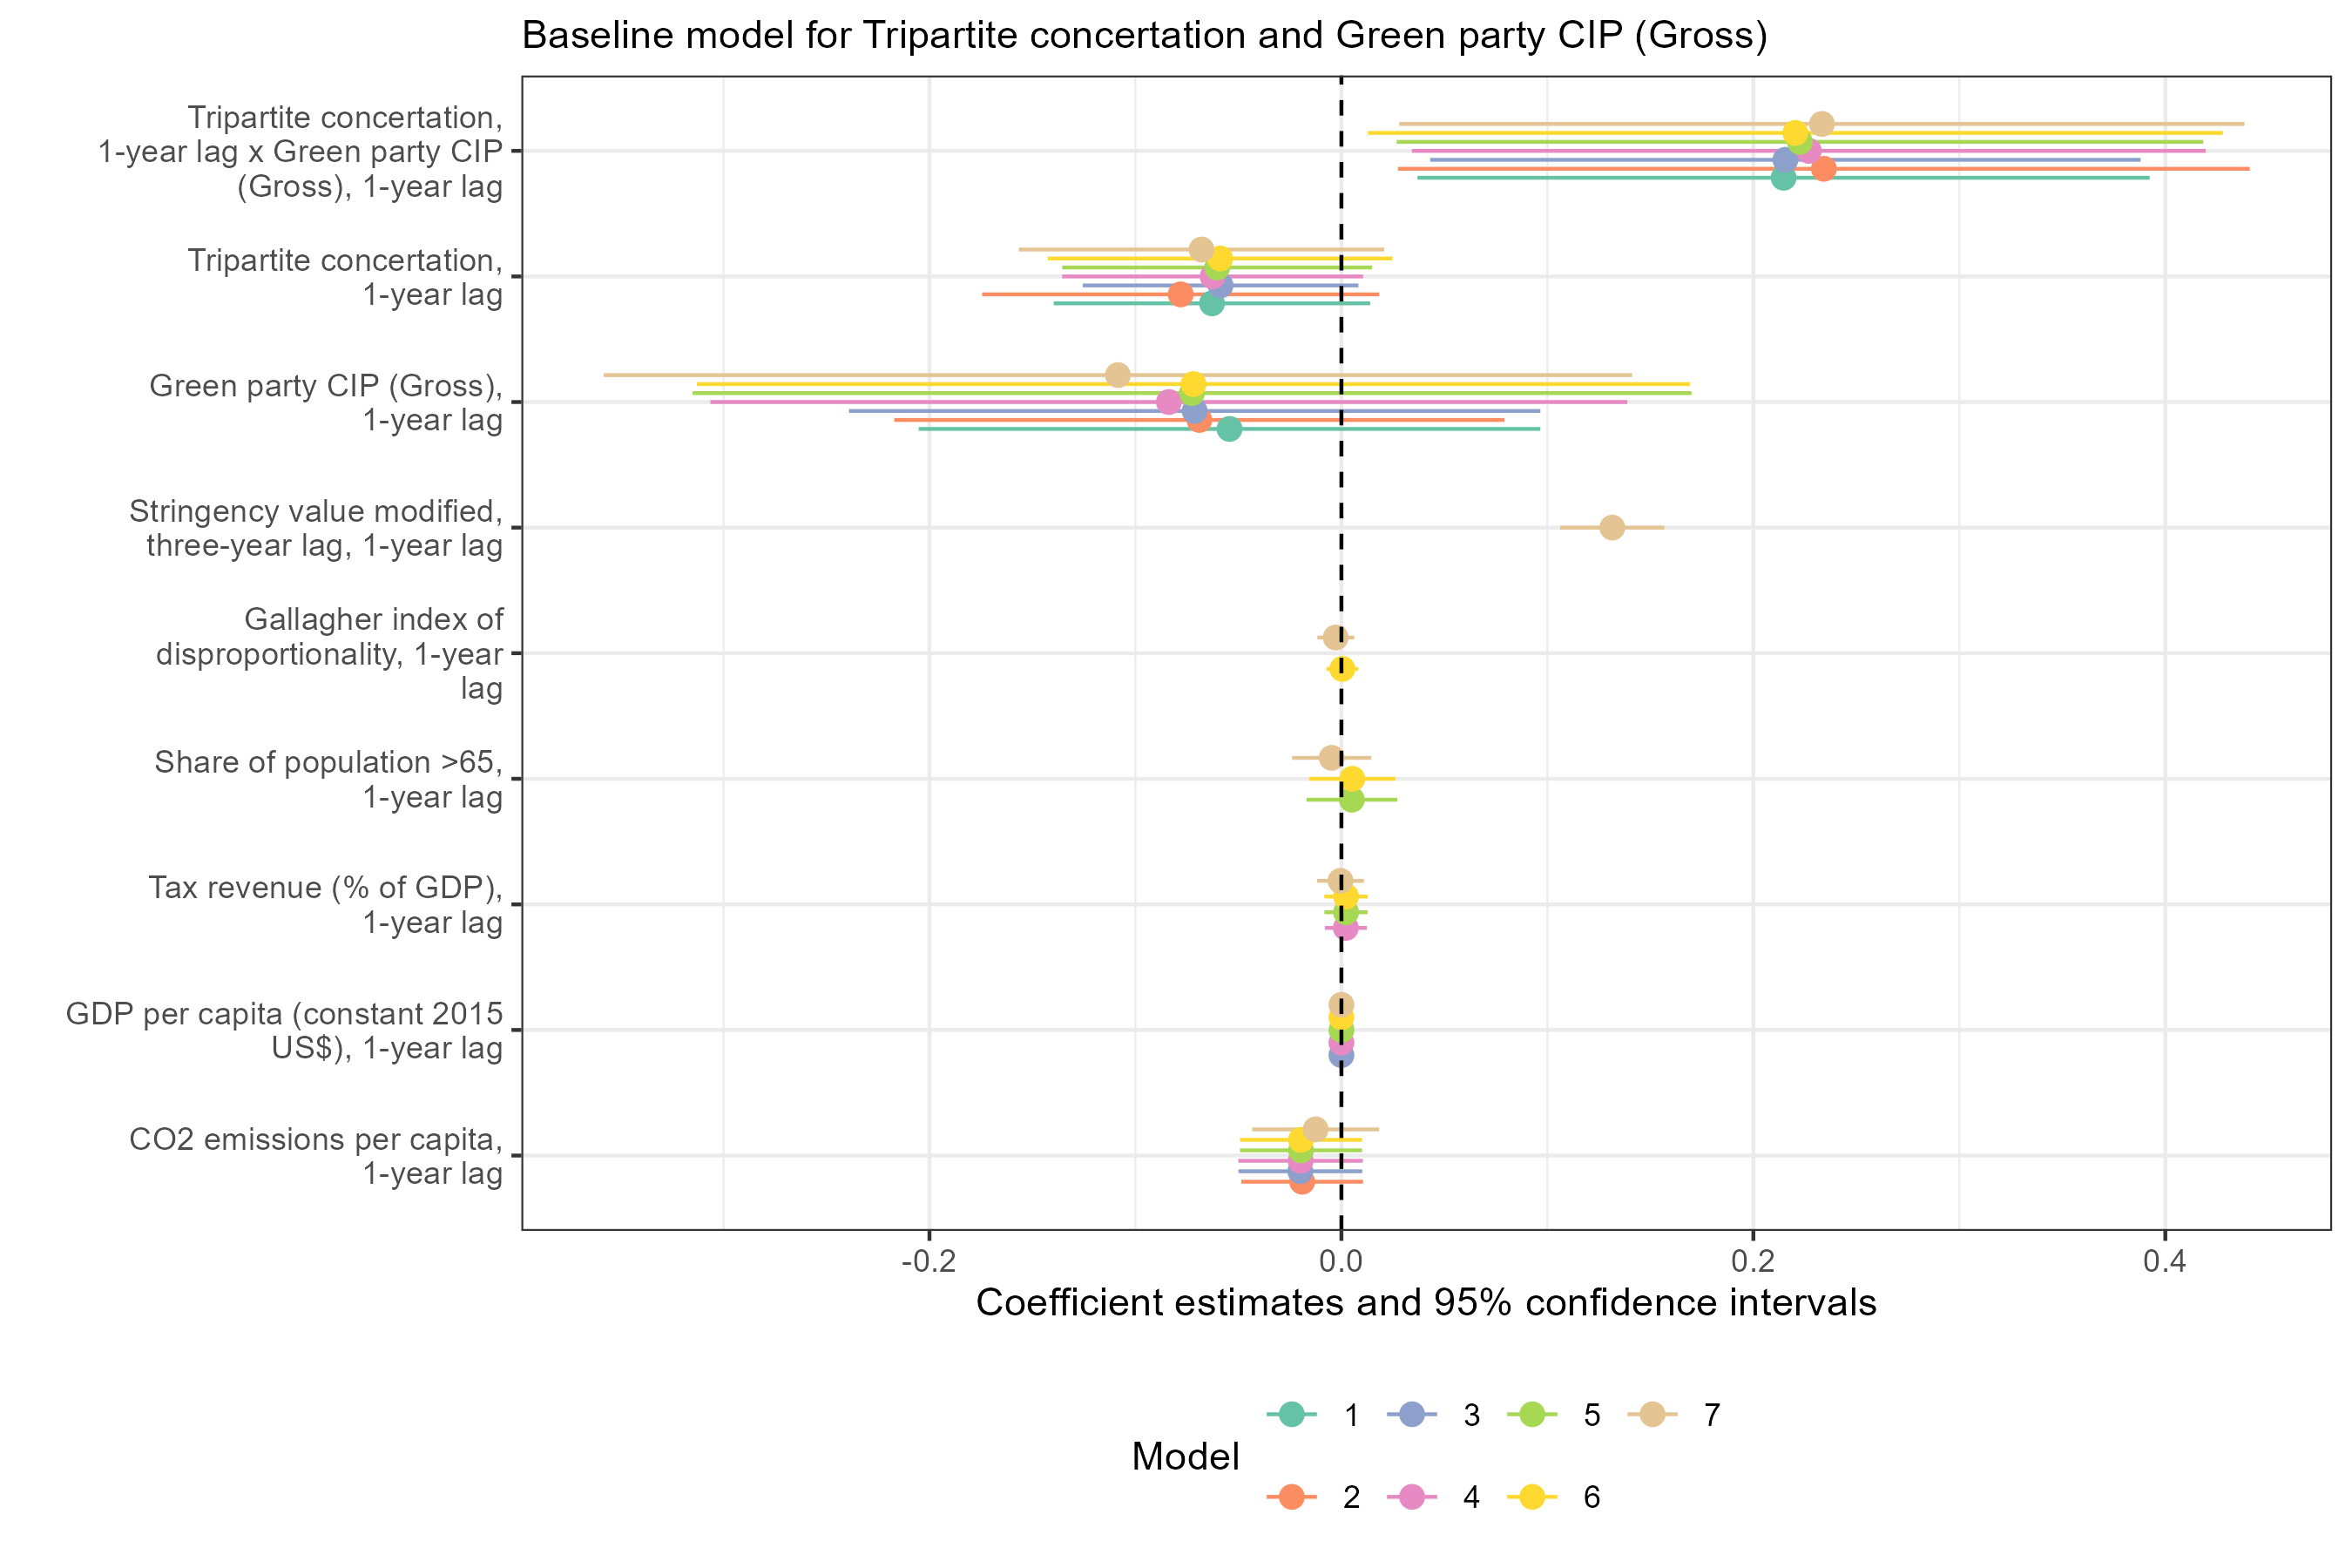 Baseline model for Tripartite concertation and Green party CIP (Gross)
Tripartite concertation,
1-year lag x Green party CIP
(Gross), 1-year lag
Tripartite concertation,
1-year lag
Green party CIP (Gross),
1-year lag
Stringency value modified,
three-year lag, 1-year lag
Gallagher index of
disproportionality, 1-year
lag
Share of population >65,
1-year lag
Tax revenue (% of GDP),
1-year lag
GDP per capita (constant 2015
US$), 1-year lag
CO2 emissions per capita,
1-year lag
-0.2 0.0 0.2 0.4
Coefficient estimates and 95% confidence intervals
Model
1 3 5 7
2 4 6